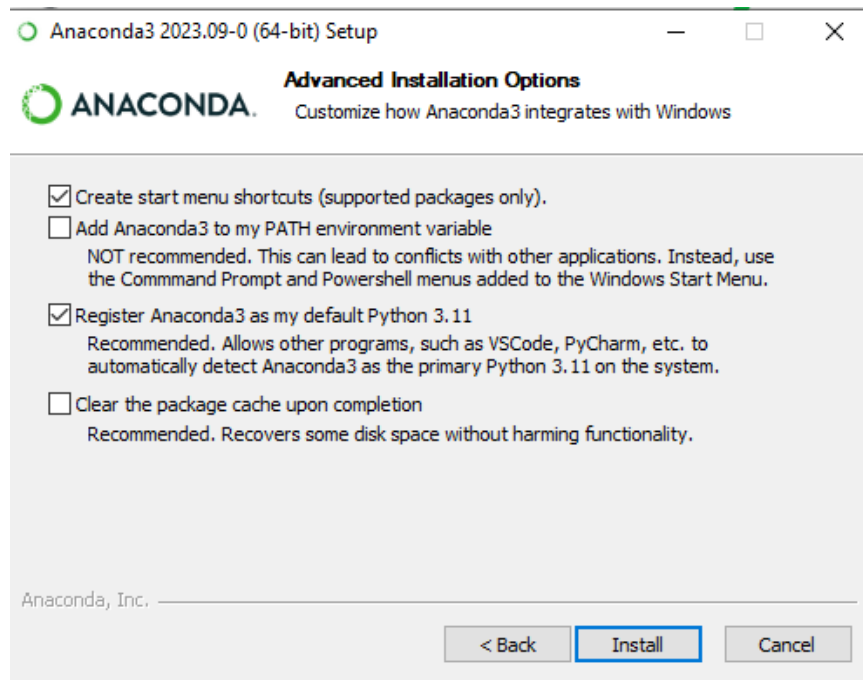 Anaconda3 2023.09-0 (64-bit) Setup
Advanced Installation Options
ANACONDA.
Customize how Anaconda3 integrates with Windows
Create start menu shortcuts (supported packages only).
Add Anaconda3 to my PATH environment variable
NOT recommended. This can lead to conflicts with other applications. Instead, use
the Commmand Prompt and Powershell menus added to the Windows Start Menu.
Register Anaconda3 as my default Python 3.11
Recommended. Allows other programs, such as VSCode, PyCharm, etc. to
automatically detect Anaconda3 as the primary Python 3.11 on the system.
Clear the package cache upon completion
Recommended. Recovers some disk space without harming functionality.
Anaconda, Inc.
< Back
Install
Cancel